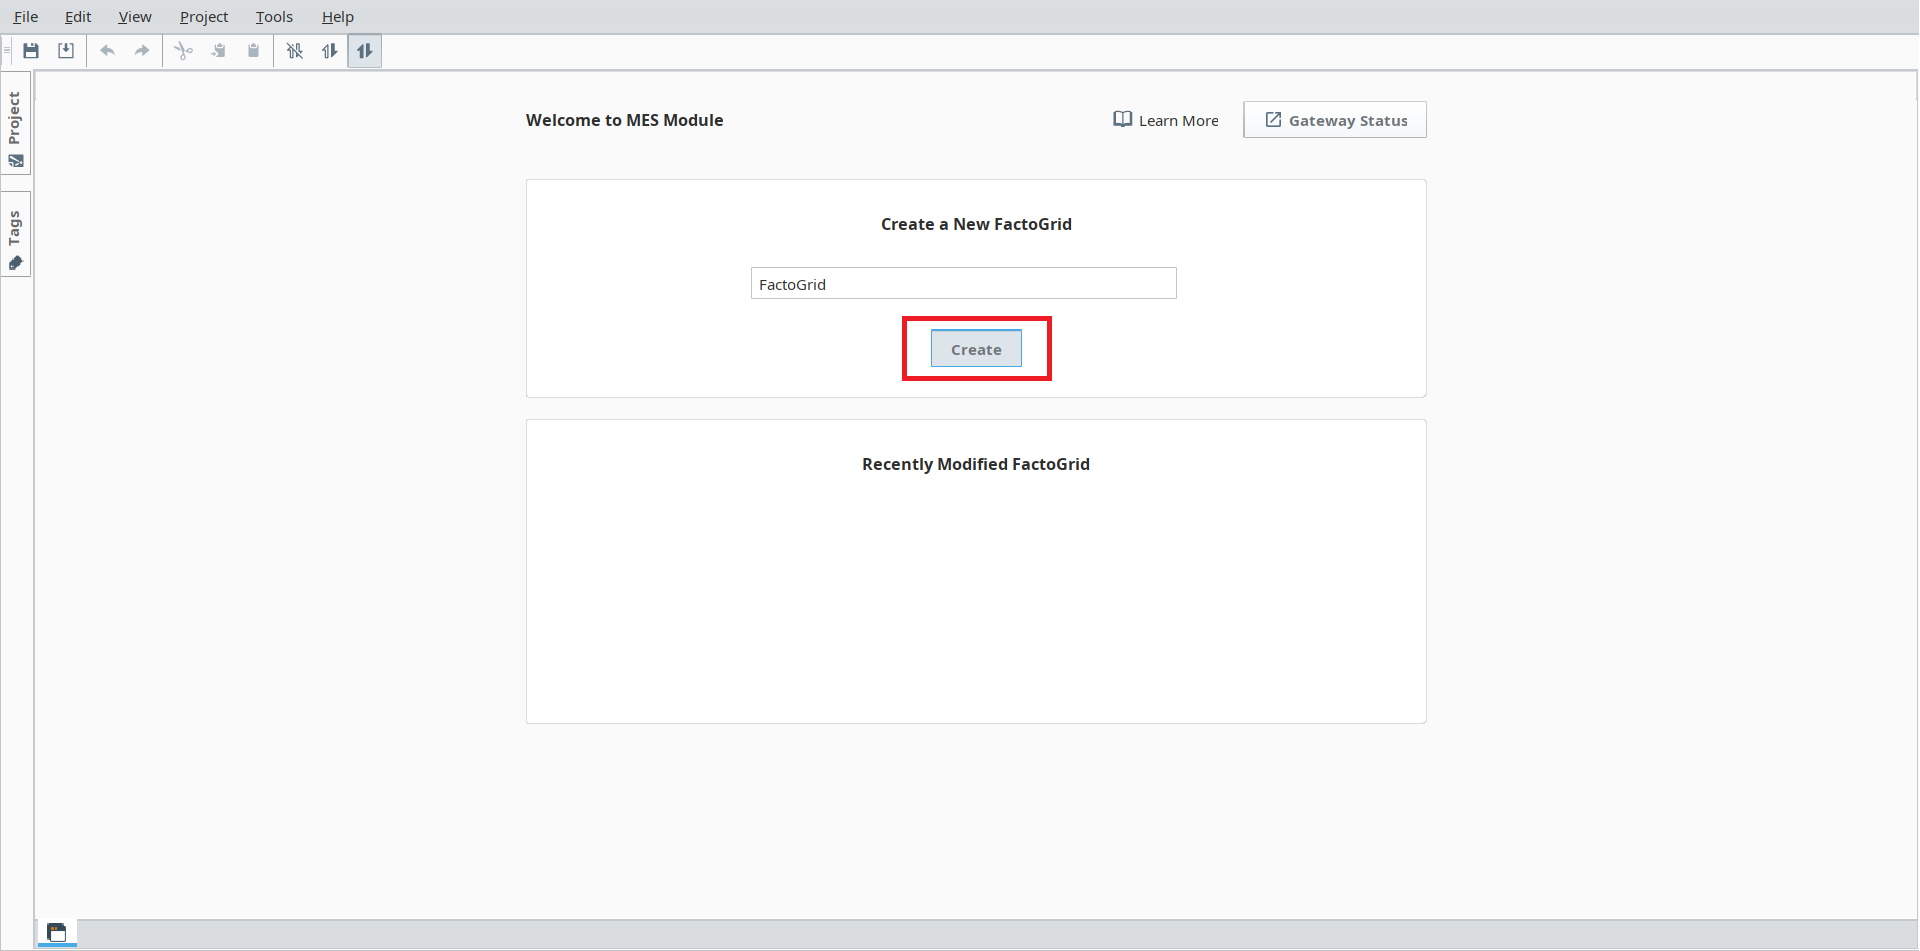 File Edit View Project Tools Help
Project
Tags
Welcome to MES Module
Learn More
Gateway Status
Create a New FactoGrid
FactoGrid
Create
Recently Modified FactoGrid